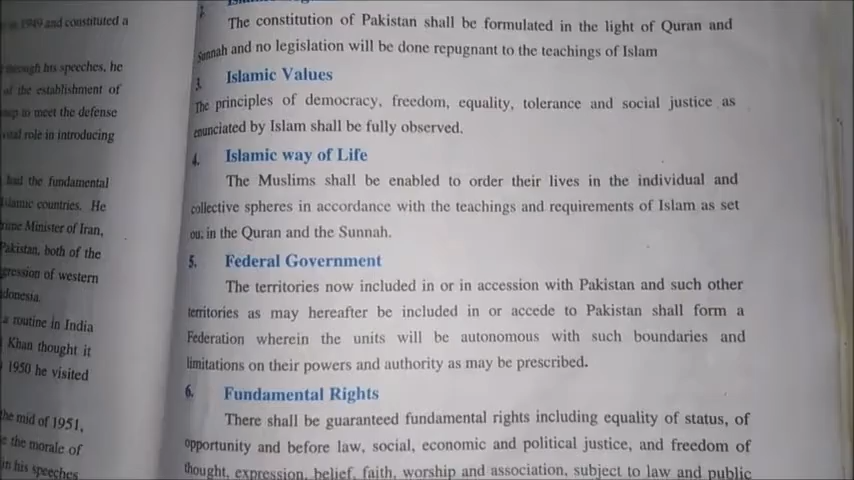 in 1949 and constituted a
through his speeches, he
of the establishment of
to meet the defense
vital role in introducing
had the fundamental
Islamic countries. He
Prime Minister of Iran,
Pakistan, both of the
gression of western
donesia.
a routine in India
Khan thought it
1950 he visited
the mid of 1951,
e the morale of
in his speeches
2.
The constitution of Pakistan shall be formulated in the light of Quran and
Sunnah and no legislation will be done repugnant to the teachings of Islam
3. Islamic Values
The principles of democracy, freedom, equality, tolerance and social justice as
enunciated by Islam shall be fully observed.
4. Islamic way of Life
The Muslims shall be enabled to order their lives in the individual and
collective spheres in accordance with the teachings and requirements of Islam as set
out in the Quran and the Sunnah.
5. Federal Government
The territories now included in or in accession with Pakistan and such other
territories as may hereafter be included in or accede to Pakistan shall form a
Federation wherein the units will be autonomous with such boundaries and
limitations on their powers and authority as may be prescribed.
6. Fundamental Rights
There shall be guaranteed fundamental rights including equality of status, of
opportunity and before law, social, economic and political justice, and freedom of
thought, expression, belief, faith, worship and association, subject to law and public